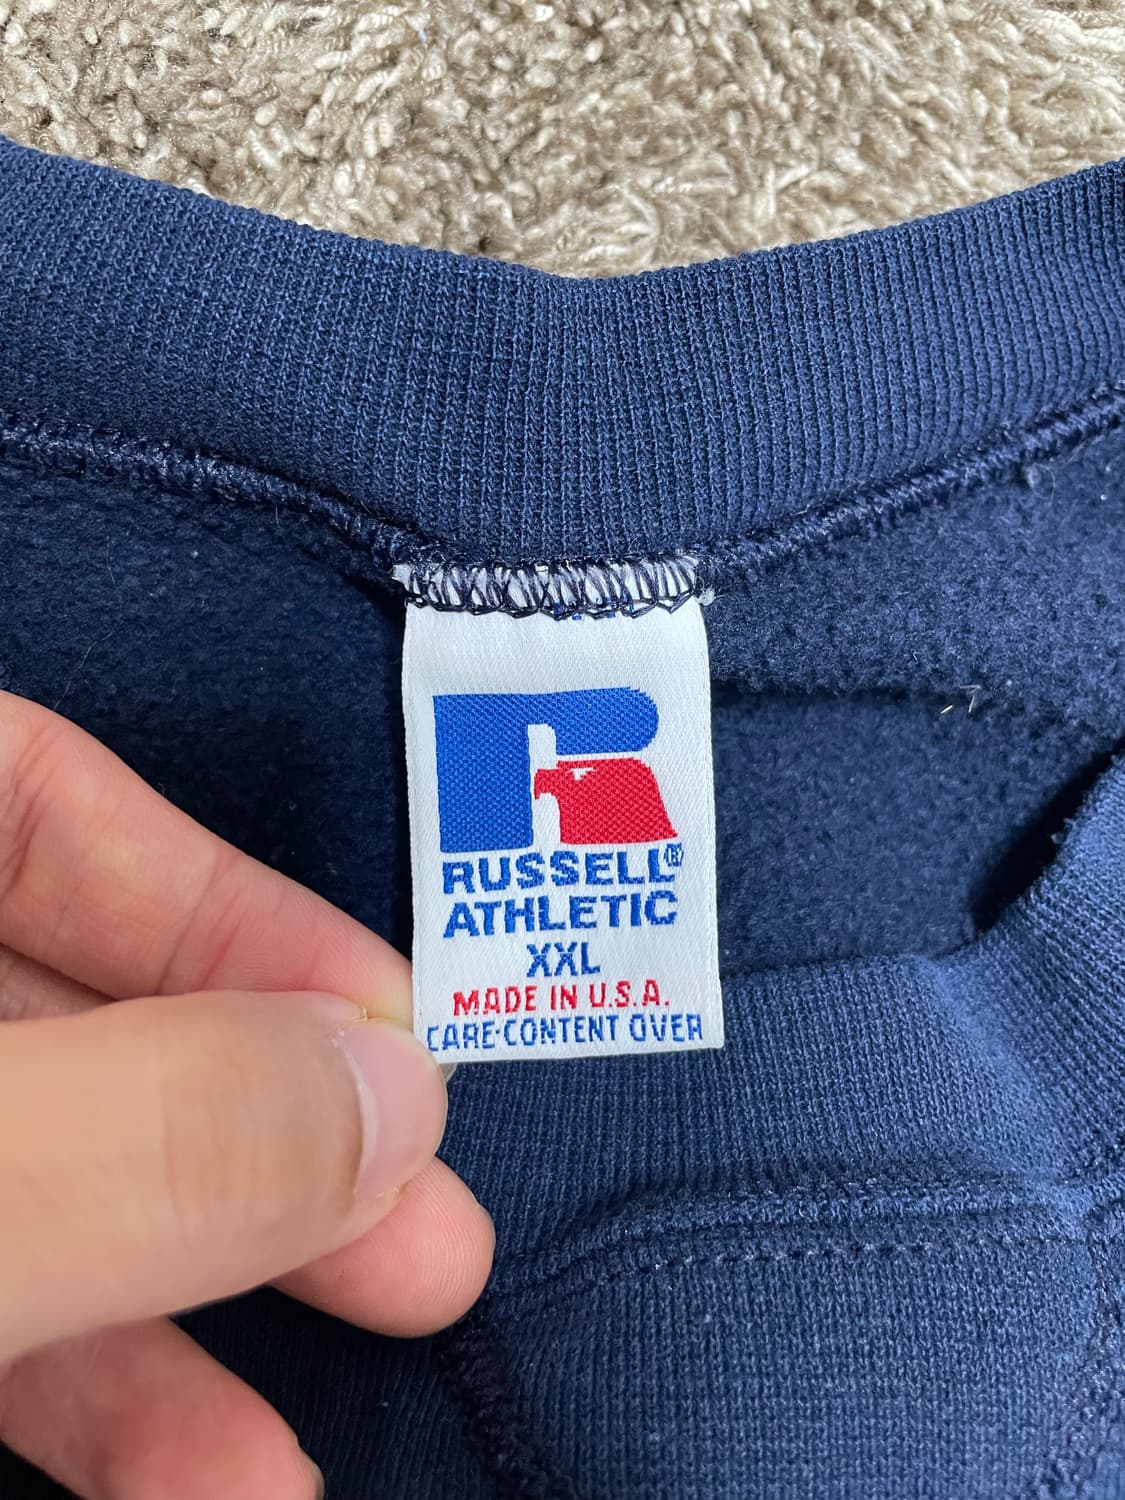 RUSSELL®
ATHLETIC
XXL
MADE IN U.S.A.
CARE-CONTENT OVER